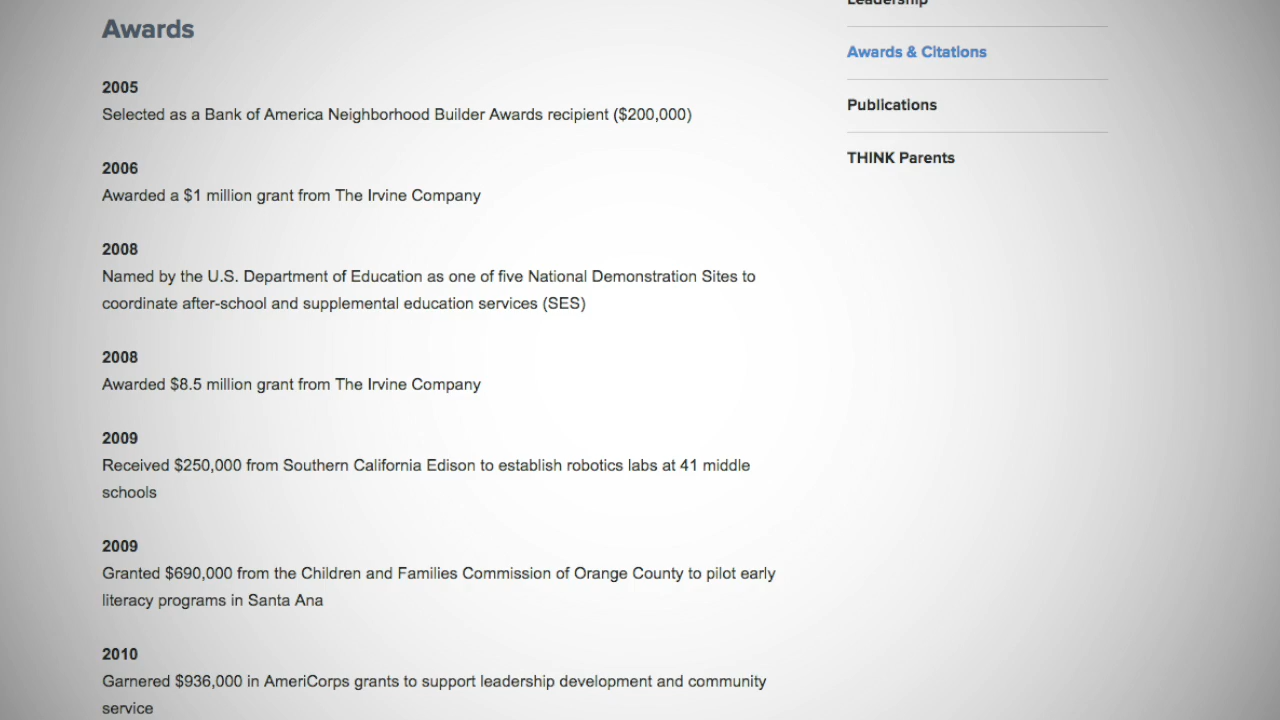 Awards
2005
Selected as a Bank of America Neighborhood Builder Awards recipient ($200,000)
2006
Awarded a $1 million grant from The Irvine Company
2008
Named by the U.S. Department of Education as one of five National Demonstration Sites to
coordinate after-school and supplemental education services (SES)
2008
Awarded $8.5 million grant from The Irvine Company
2009
Received $250,000 from Southern California Edison to establish robotics labs at 41 middle
schools
2009
Granted $690,000 from the Children and Families Commission of Orange County to pilot early
literacy programs in Santa Ana
2010
Garnered $936,000 in AmeriCorps grants to support leadership development and community
service
Leadership
Awards & Citations
Publications
THINK Parents